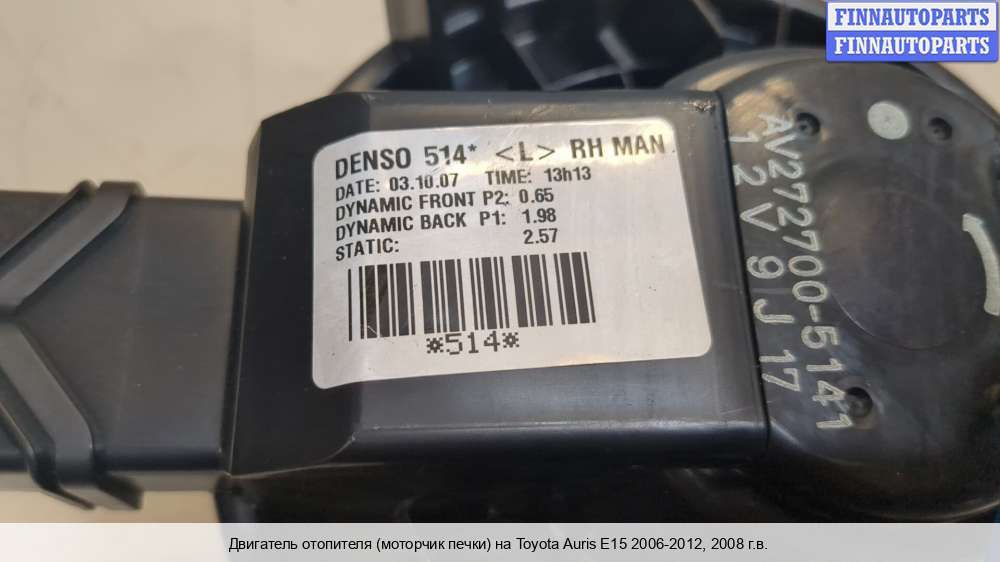 FINNAUTOPARTS
FINNAUTOPARTS
DENSO 514* <L> RH MAN
DATE: 03.10.07 TIME: 13h13
DYNAMIC FRONT P2: 0.65
DYNAMIC BACK P1: 1.98
STATIC: 2.57
*514*
AV272700-5141
12V 9J17
Двигатель отопителя (моторчик печки) на Toyota Auris E15 2006-2012, 2008 г.в.